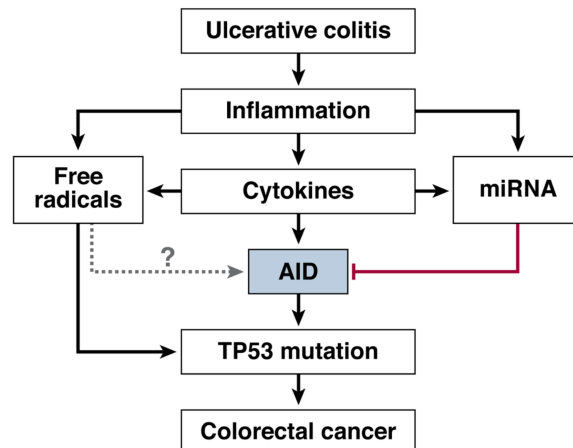 Ulcerative colitis
Inflammation
Free
radicals
Cytokines
miRNA
?
AID
TP53 mutation
Colorectal cancer